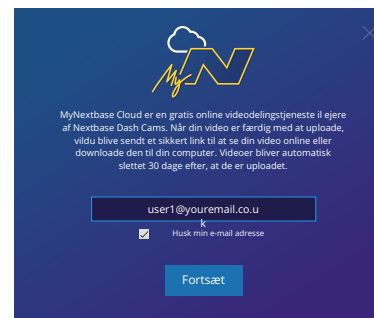 My N
MyNextbase Cloud er en gratis online videodelingstjeneste il ejere
af Nextbase Dash Cams. Når din video er færdig med at uploade,
vildu blive sendt et sikkert link til at se din video online eller
downloade den til din computer. Videoer bliver automatisk
slettet 30 dage efter, at de er uploadet.
user1@youremail.co.u
k
Husk min e-mail adresse
Fortsæt